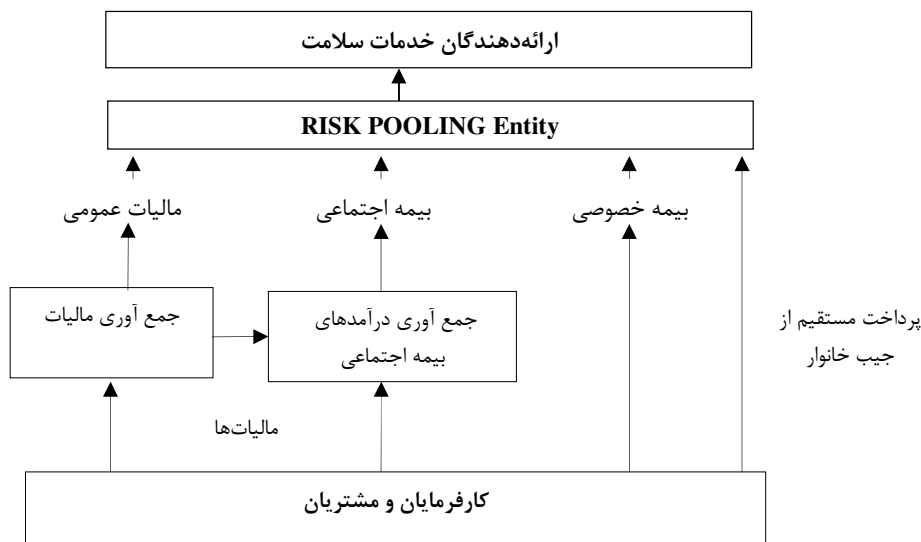 ارائه‌دهندگان خدمات سلامت
RISK POOLING Entity
مالیات عمومی
بیمه اجتماعی
بیمه خصوصی
جمع آوری مالیات
جمع آوری درآمدهای
بیمه اجتماعی
پرداخت مستقیم از
جیب خانوار
مالیات‌ها
کارفرمایان و مشتریان